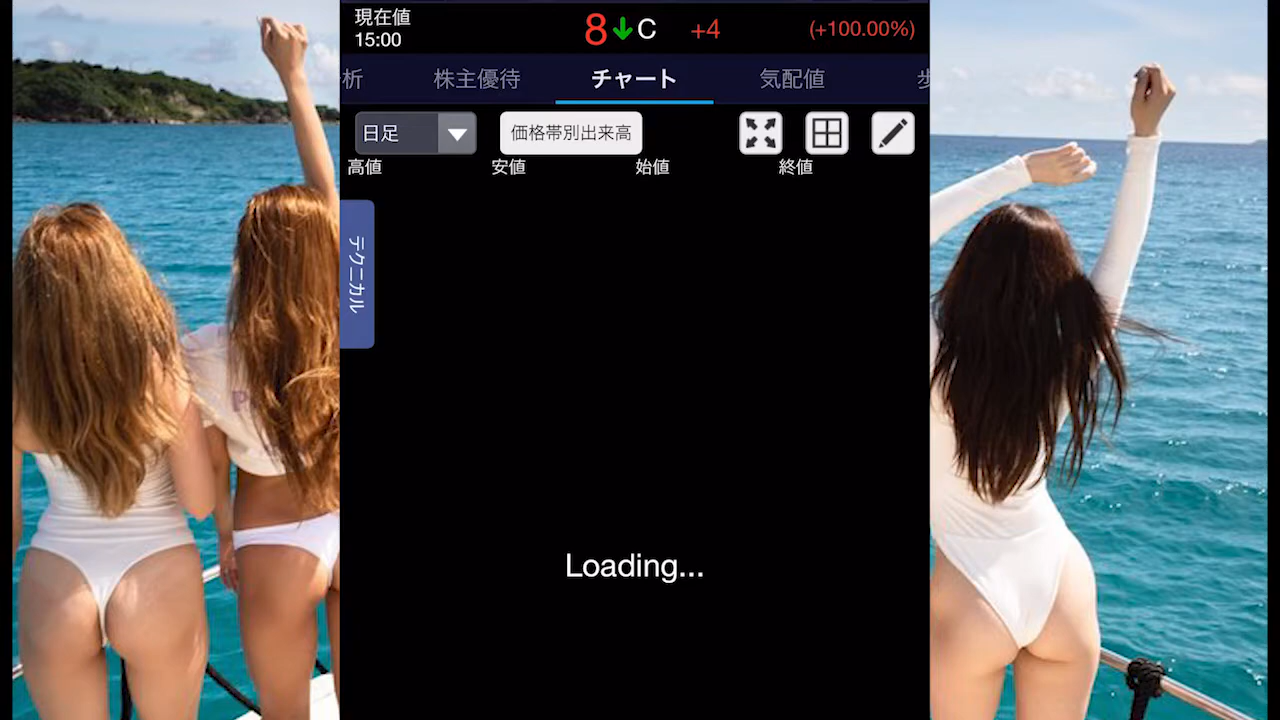 現在値
15:00
8↓C +4 (+100.00%)
析 株主優待 チャート 気配値 歩
日足 価格帯別出来高
高値 安値 始値 終値
テクニカル
Loading...